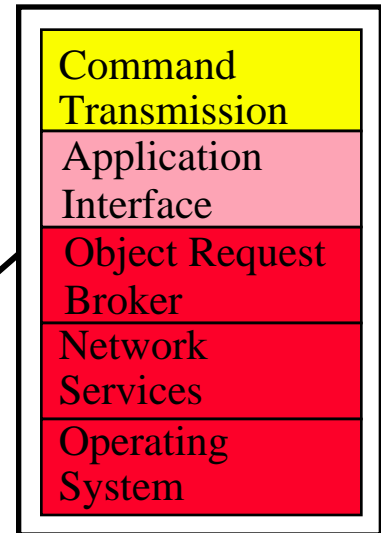 Command
Transmission
Application
Interface
Object Request
Broker
Network
Services
Operating
System